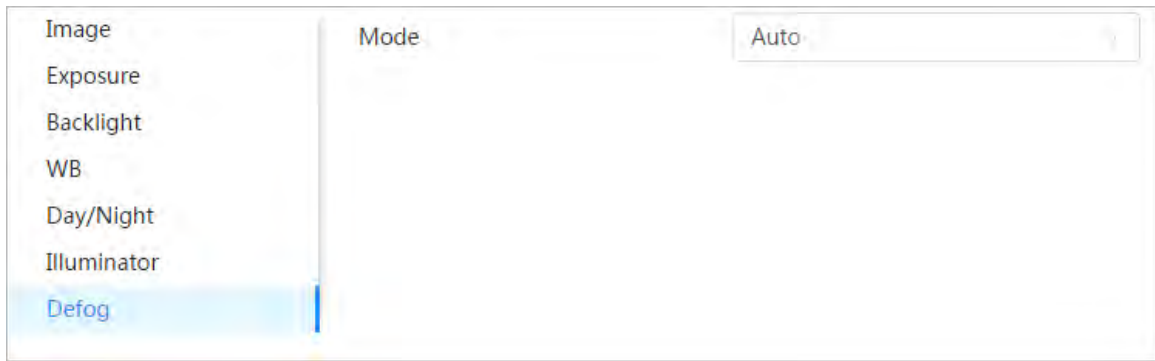 Image
Exposure
Backlight
WB
Day/Night
Illuminator
Defog
Mode
Auto